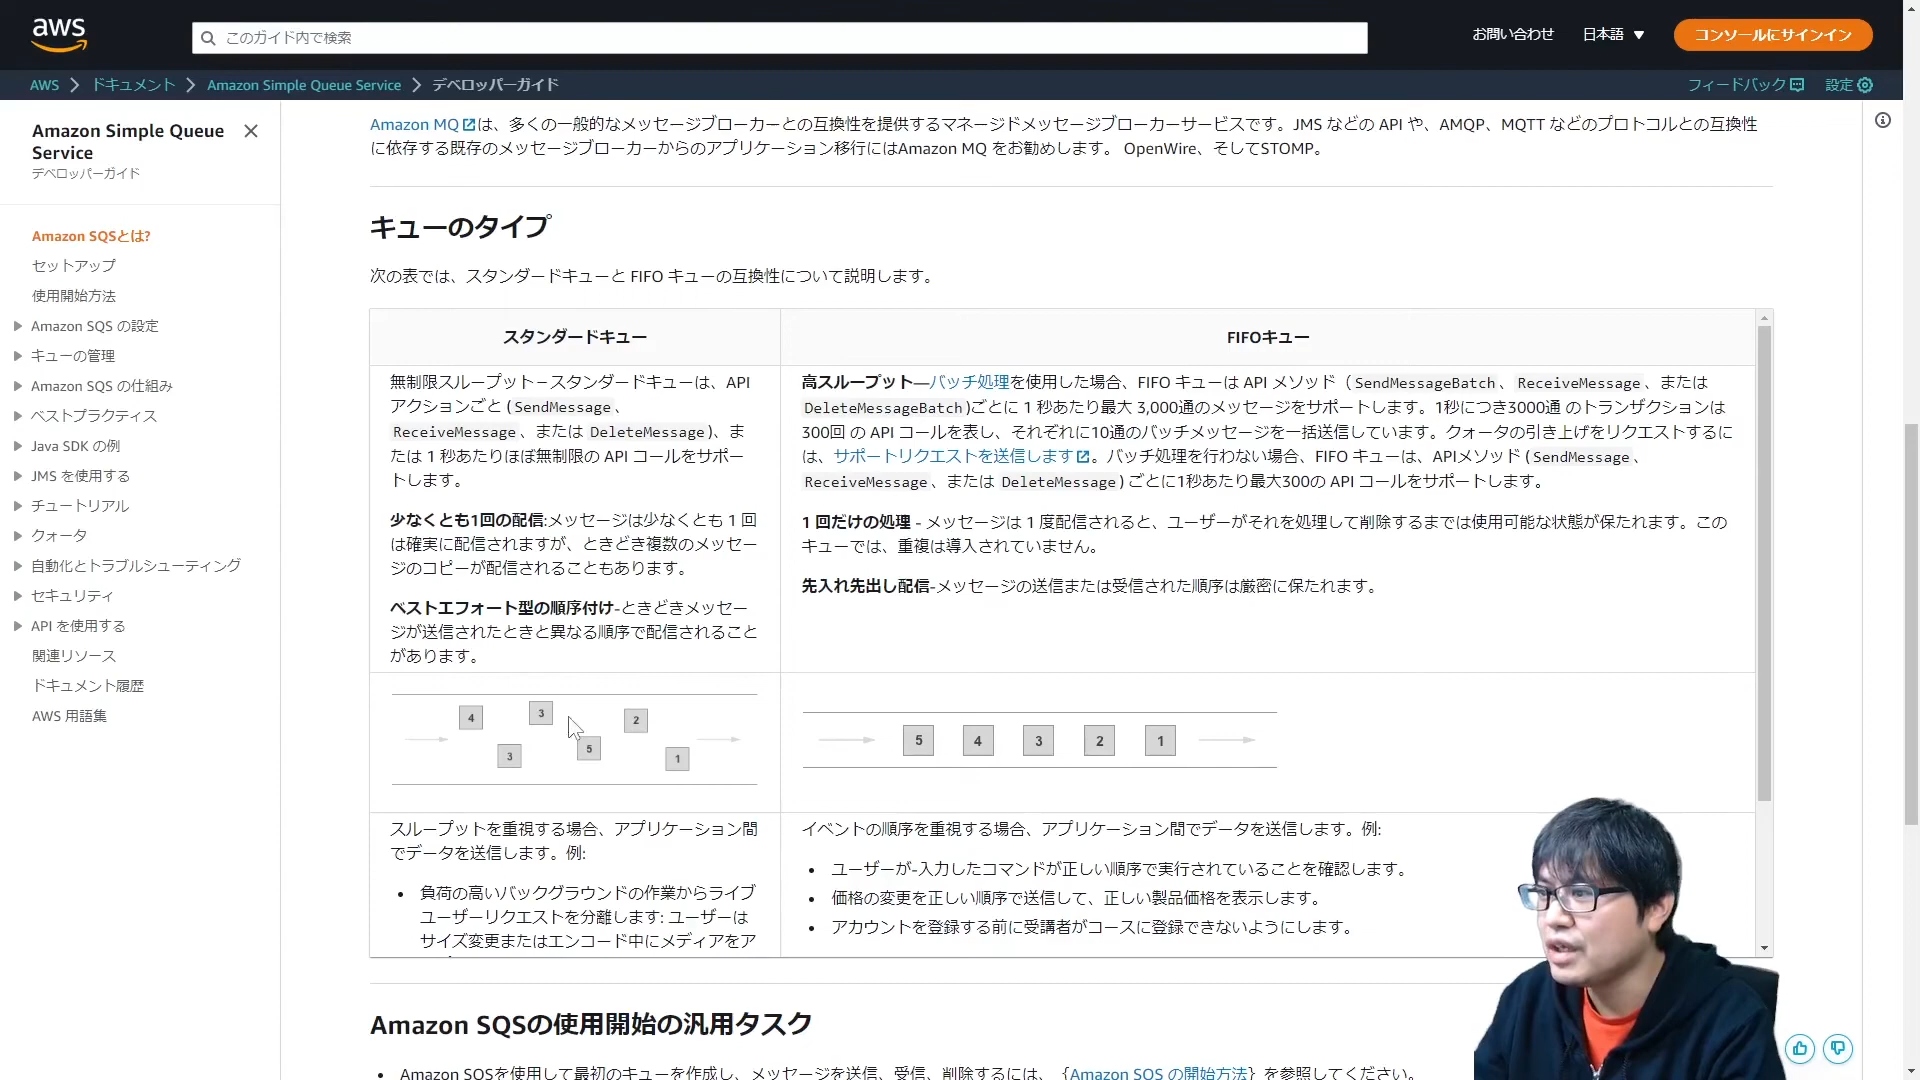 aws
このガイド内で検索
お問い合わせ
日本語
コンソールにサインイン
AWS
ドキュメント
Amazon Simple Queue Service
デベロッパーガイド
フィードバック
設定
Amazon Simple Queue
Service
デベロッパーガイド
Amazon SQSとは?
セットアップ
使用開始方法
Amazon SQS の設定
キューの管理
Amazon SQS の仕組み
ベストプラクティス
Java SDK の例
JMS を使用する
チュートリアル
クォータ
自動化とトラブルシューティング
セキュリティ
API を使用する
関連リソース
ドキュメント履歴
AWS 用語集
Amazon MQは、多くの一般的なメッセージブローカーとの互換性を提供するマネージドメッセージブローカーサービスです。JMS などの API や、AMQP、MQTT などのプロトコルとの互換性
に依存する既存のメッセージブローカーからのアプリケーション移行にはAmazon MQ をお勧めします。 OpenWire、そしてSTOMP。
キューのタイプ
次の表では、スタンダードキューと FIFO キューの互換性について説明します。
スタンダードキュー
無制限スループット－スタンダードキューは、API
アクションごと (SendMessage、
ReceiveMessage、または DeleteMessage)、ま
たは 1 秒あたりほぼ無制限の API コールをサポー
トします。
少なくとも1回の配信:メッセージは少なくとも 1 回
は確実に配信されますが、ときどき複数のメッセー
ジのコピーが配信されることもあります。
ベストエフォート型の順序付け-ときどきメッセー
ジが送信されたときと異なる順序で配信されること
があります。
FIFOキュー
高スループット—バッチ処理を使用した場合、FIFO キューは API メソッド（SendMessageBatch、ReceiveMessage、または
DeleteMessageBatch)ごとに 1 秒あたり最大 3,000通のメッセージをサポートします。1秒につき3000通 のトランザクションは
300回 の API コールを表し、それぞれに10通のバッチメッセージを一括送信しています。クォータの引き上げをリクエストするに
は、サポートリクエストを送信します。バッチ処理を行わない場合、FIFO キューは、APIメソッド (SendMessage、
ReceiveMessage、または DeleteMessage) ごとに1秒あたり最大300の API コールをサポートします。
1 回だけの処理 - メッセージは 1 度配信されると、ユーザーがそれを処理して削除するまでは使用可能な状態が保たれます。この
キューでは、重複は導入されていません。
先入れ先出し配信-メッセージの送信または受信された順序は厳密に保たれます。
4
3
2
3
5
1
5 4 3 2 1
スループットを重視する場合、アプリケーション間
でデータを送信します。例:
負荷の高いバックグラウンドの作業からライブ
ユーザーリクエストを分離します: ユーザーは
サイズ変更またはエンコード中にメディアをア
イベントの順序を重視する場合、アプリケーション間でデータを送信します。例:
ユーザーが-入力したコマンドが正しい順序で実行されていることを確認します。
価格の変更を正しい順序で送信して、正しい製品価格を表示します。
アカウントを登録する前に受講者がコースに登録できないようにします。
Amazon SQSの使用開始の汎用タスク
Amazon SQSを使用して最初のキューを作成し、メッセージを送信、受信、削除するには、｛Amazon SQS の開始方法｝を参照してください。